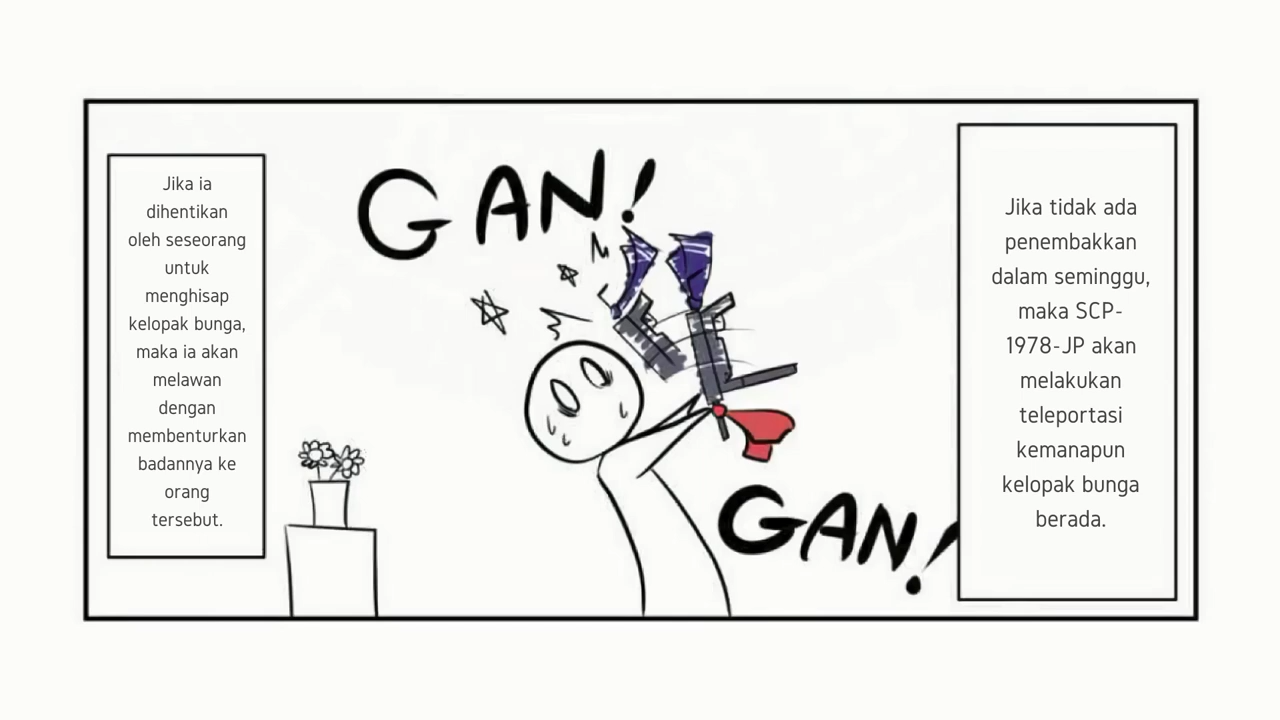 Jika ia
dihentikan
oleh seseorang
untuk
menghisap
kelopak bunga,
maka ia akan
melawan
dengan
membenturkan
badannya ke
orang
tersebut.
GAN!
GAN!
Jika tidak ada
penembakkan
dalam seminggu,
maka SCP-
1978-JP akan
melakukan
teleportasi
kemanapun
kelopak bunga
berada.